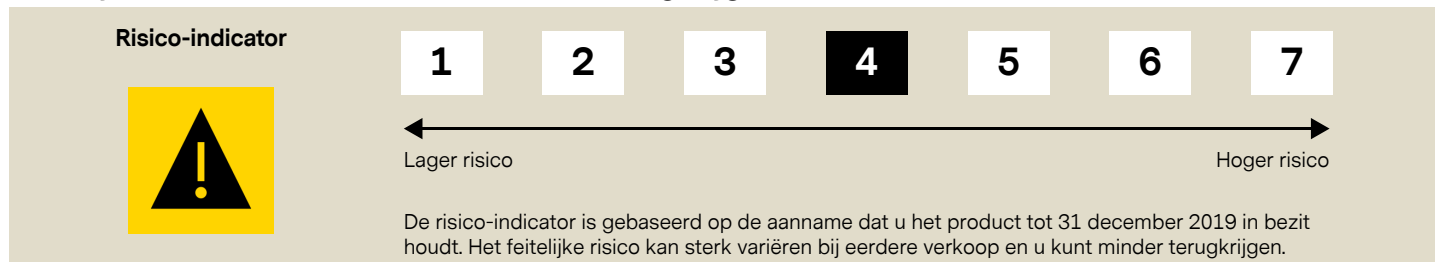 Risico-indicator
1 2 3 4 5 6 7
Lager risico Hoger risico
De risico-indicator is gebaseerd op de aanname dat u het product tot 31 december 2019 in bezit
houdt. Het feitelijke risico kan sterk variëren bij eerdere verkoop en u kunt minder terugkrijgen.